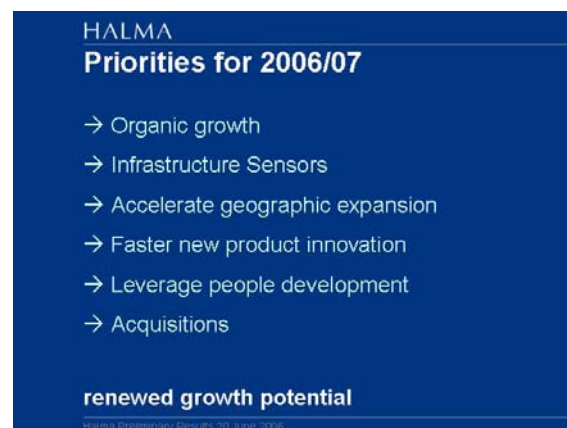 HALMA
Priorities for 2006/07
→ Organic growth
→ Infrastructure Sensors
→ Accelerate geographic expansion
→ Faster new product innovation
→ Leverage people development
→ Acquisitions
renewed growth potential
Halma Preliminary Results 20 June 2006